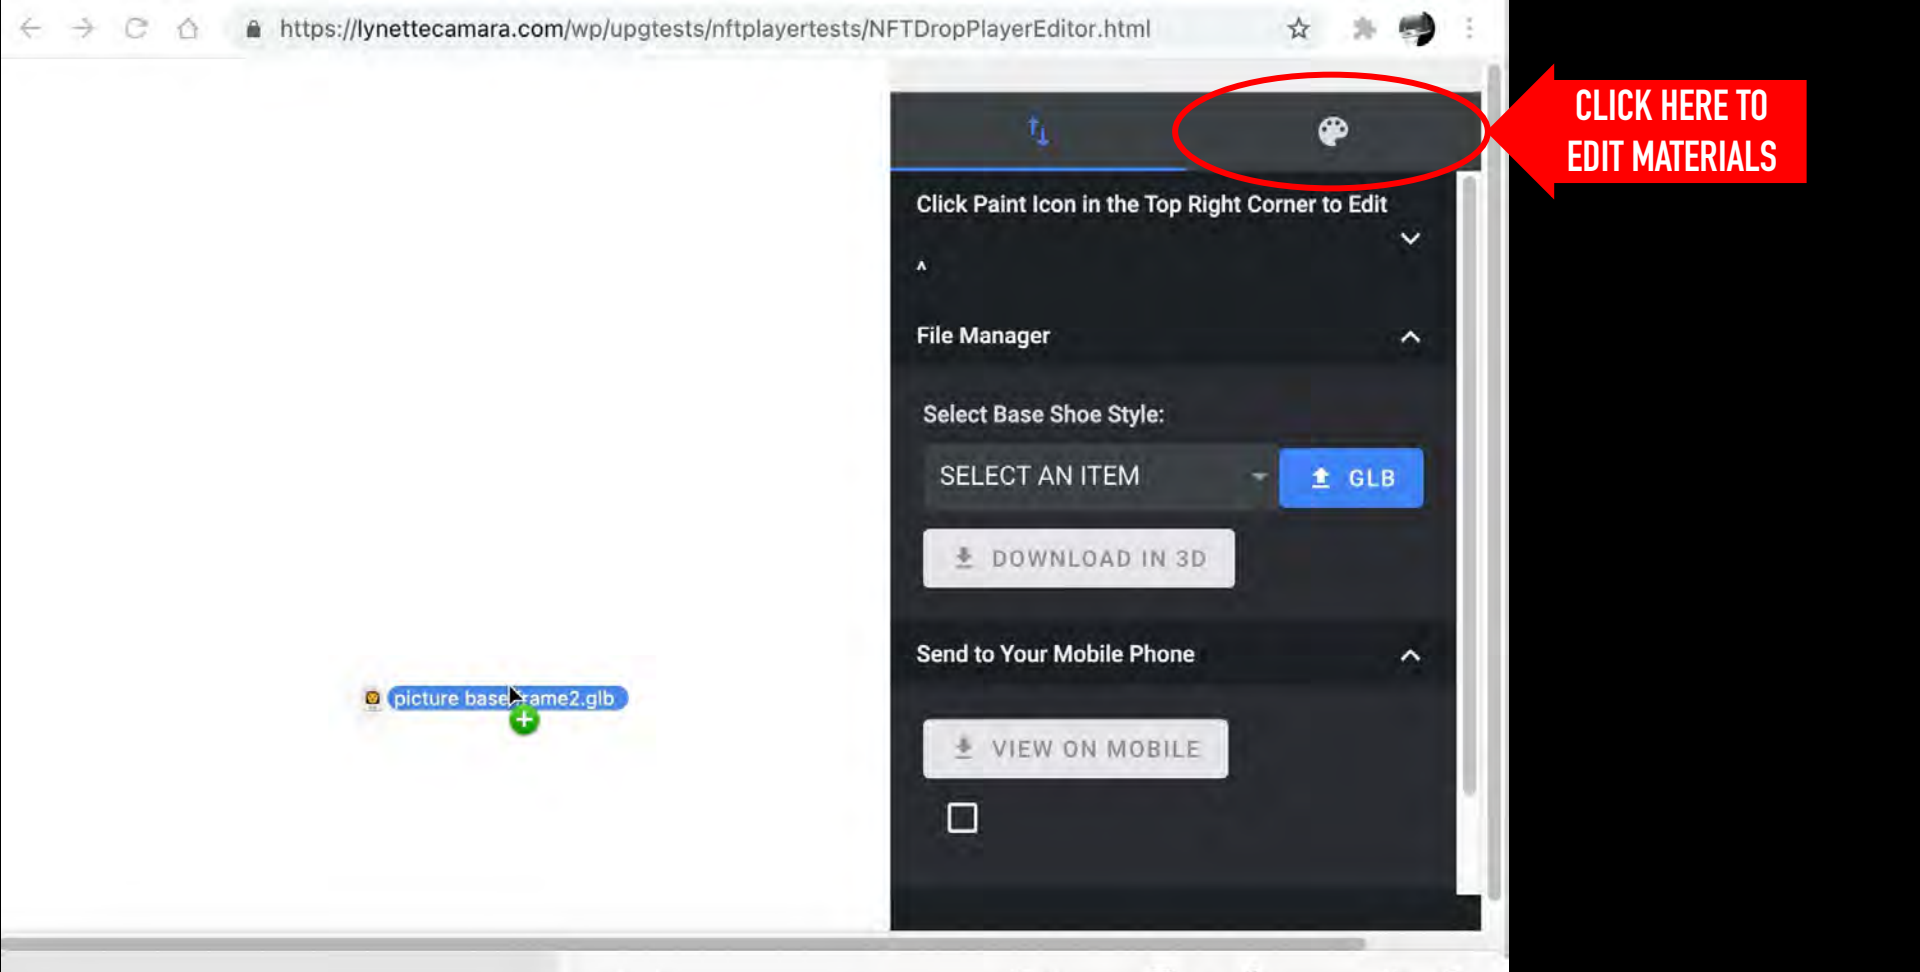 https://lynettecamara.com/wp/upgtests/nftplayertests/NFTDropPlayerEditor.html
CLICK HERE TO
EDIT MATERIALS
Click Paint Icon in the Top Right Corner to Edit
^
File Manager
Select Base Shoe Style:
SELECT AN ITEM
GLB
DOWNLOAD IN 3D
Send to Your Mobile Phone
picture base frame2.glb
VIEW ON MOBILE